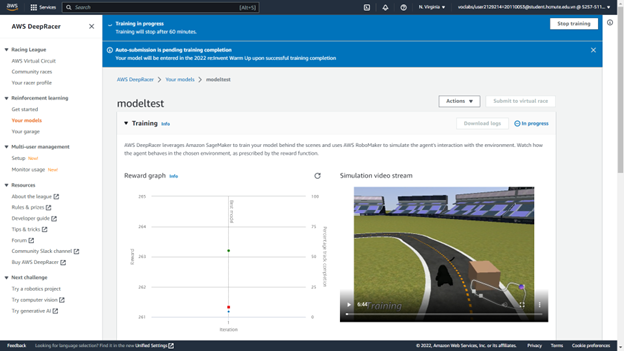 aws
Services
Search
[Alt+S]
N. Virginia
AWS DeepRacer
Racing League
AWS Virtual Circuit
Community races
Your racer profile
Reinforcement learning
Get started
Your models
Your garage
Multi-user management
Setup New!
Monitor usage New!
Resources
About the league
Rules & prizes
Developer guide
Tips & tricks
Forum
Community Slack channel
Buy AWS DeepRacer
Next challenge
Try a robotics project
Try computer vision
Try generative AI
Training in progress
Training will stop after 60 minutes.
Stop training
Auto-submission is pending training completion
Your model will be entered in the 2022 re:Invent Warm Up upon successful training completion
AWS DeepRacer
Your models
modeltest
modeltest
Actions
Submit to virtual race
Training Info
Download logs
In progress
AWS DeepRacer leverages Amazon SageMaker to train your model behind the scenes and uses AWS RoboMaker to simulate the agent's interaction with the environment. Watch how
the agent behaves in the chosen environment, as prescribed by the reward function.
Reward graph Info
265
264
263
262
261
Reward
Best model
100
75
50
25
0
Percentage track completion
1
Iteration
Simulation video stream
6:44
Training
Feedback
Looking for language selection? Find it in the new Unified Settings
© 2022, Amazon Web Services, Inc. or its affiliates.
Privacy
Terms
Cookie preferences